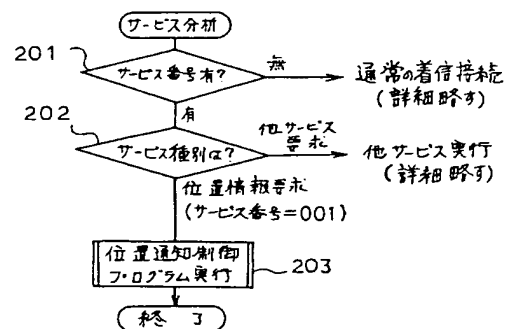 サービス分析
201
サービス番号有?
無
通常の着信接続
(詳細略す)
有
202
サービス種別は?
他サービス
要求
他サービス実行
(詳細略す)
位置情報要求
(サービス番号=001)
位置通知制御
プログラム実行
203
終了